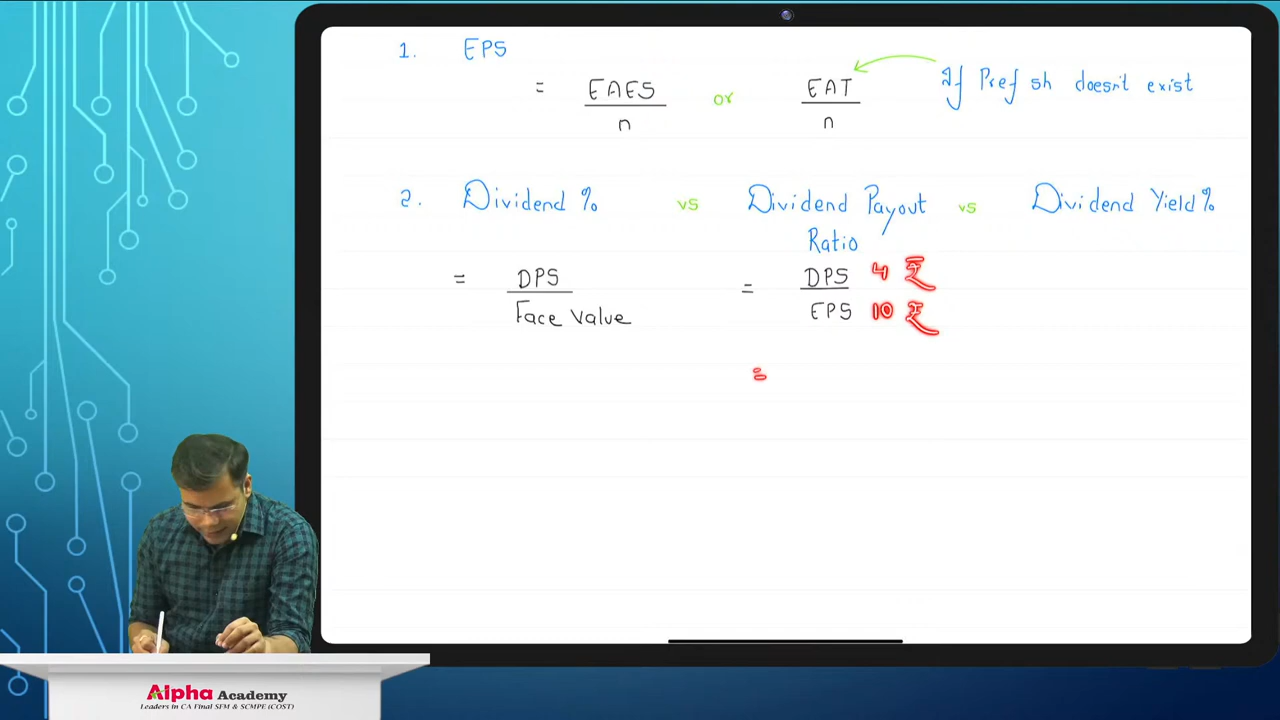 1. EPS
= EAES / n or EAT / n If Pref sh doesn't exist
2. Dividend % vs Dividend Payout Ratio vs Dividend Yield %
= DPS / Face value = DPS 4 ₹ / EPS 10 ₹
=
Alpha Academy
Leaders in CA Final SFM & SCMPE (COST)